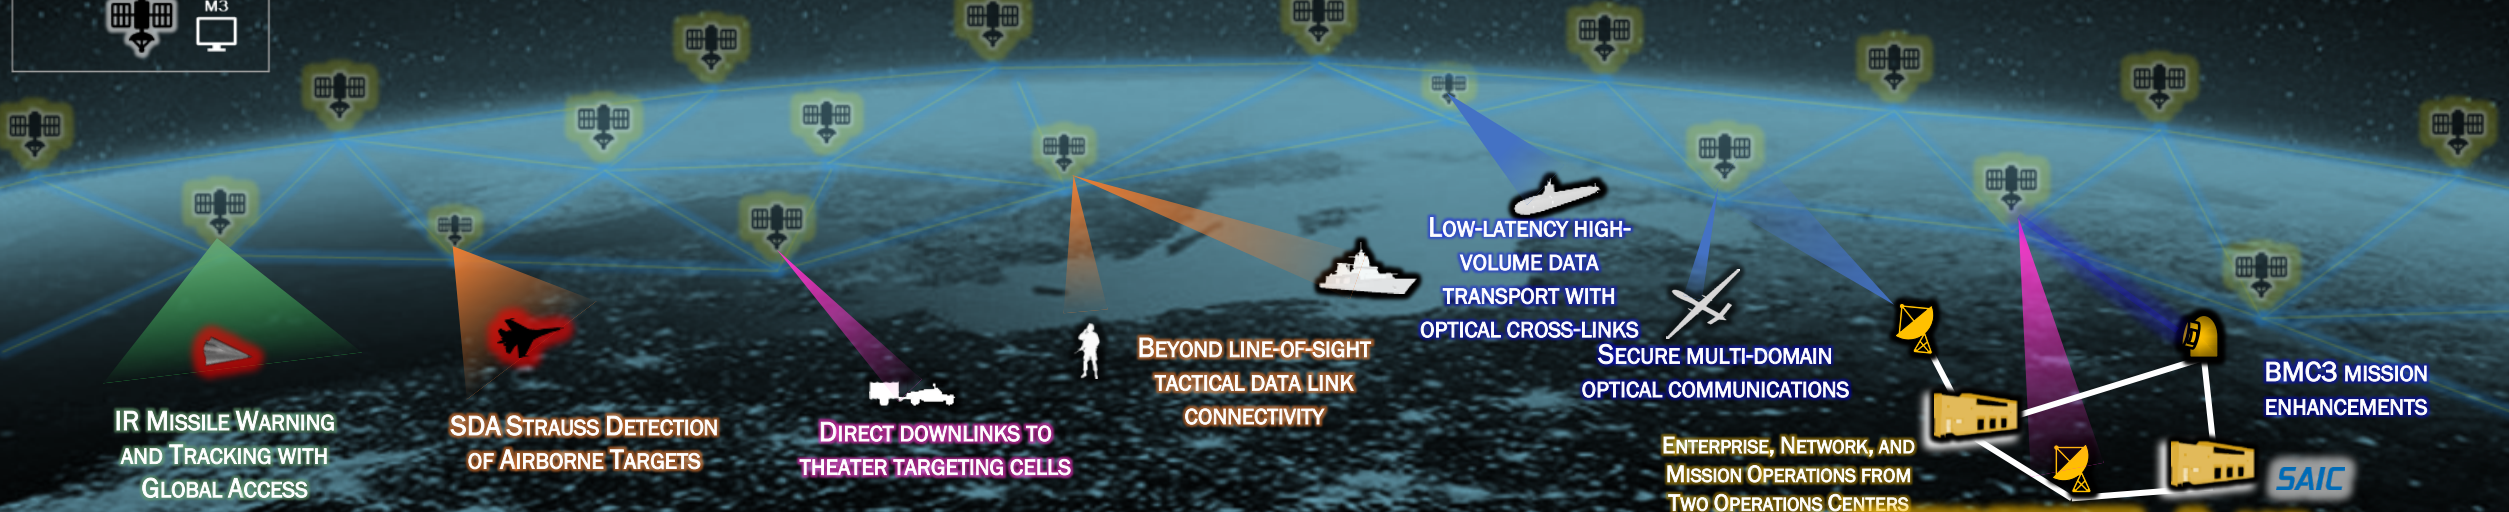 M3
IR Missile Warning
and Tracking with
Global Access
SDA Strauss Detection
of Airborne Targets
Direct downlinks to
theater targeting cells
Beyond line-of-sight
tactical data link
connectivity
Low-latency high-
volume data
transport with
optical cross-links
Secure multi-domain
optical communications
Enterprise, Network, and
Mission Operations from
Two Operations Centers
BMC3 mission
enhancements
SAIC